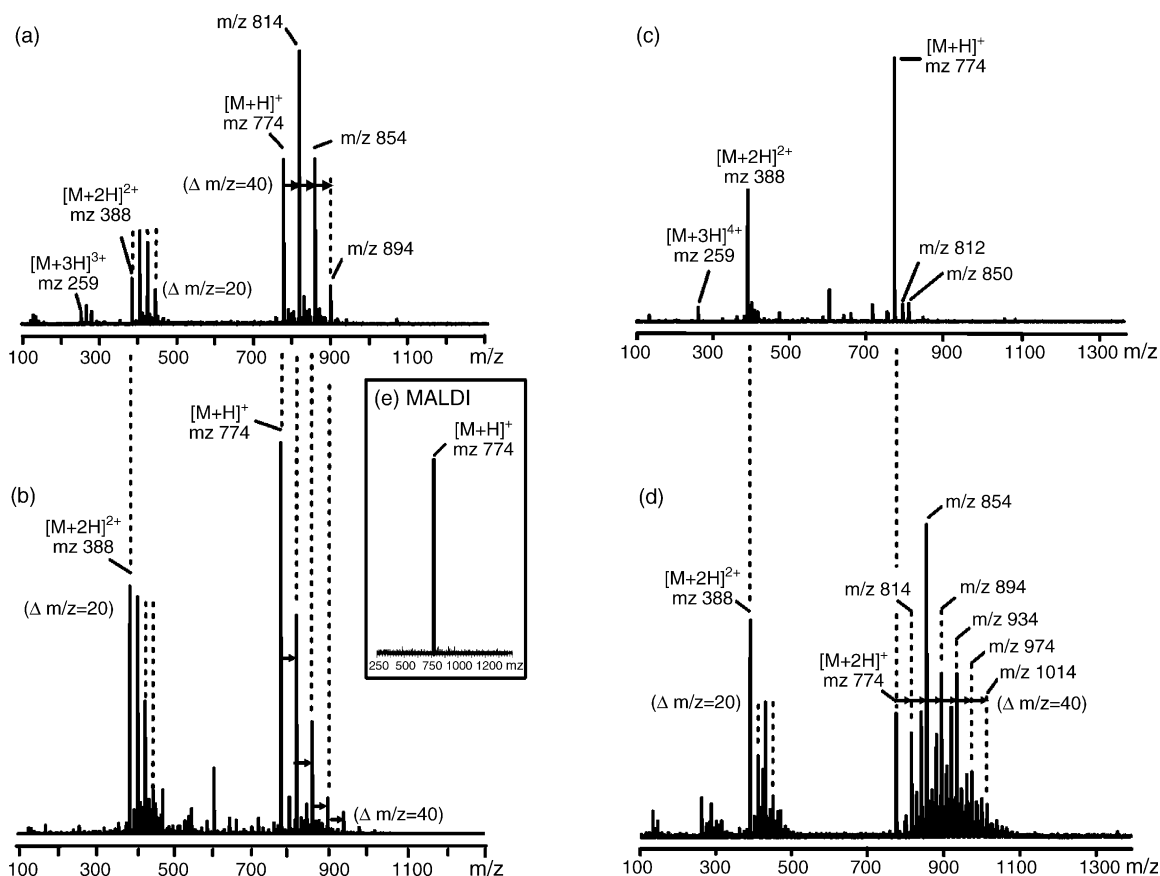 (a)
m/z 814
[M+H]+
mz 774
m/z 854
(Δ m/z=40)
[M+2H]2+
mz 388
m/z 894
[M+3H]3+
mz 259
(Δ m/z=20)
100 300 500 700 900 1100 m/z
(c)
[M+H]+
mz 774
[M+2H]2+
mz 388
[M+3H]4+
mz 259
m/z 812
m/z 850
100 300 500 700 900 1100 1300 m/z
(b)
[M+H]+
mz 774
[M+2H]2+
mz 388
(Δ m/z=20)
(Δ m/z=40)
100 300 500 700 900 1100 m/z
(e) MALDI
[M+H]+
mz 774
250 500 750 1000 1200 mz
(d)
m/z 854
[M+2H]2+
mz 388
m/z 814
m/z 894
m/z 934
[M+2H]+
mz 774
m/z 974
m/z 1014
(Δ m/z=20)
(Δ m/z=40)
100 300 500 700 900 1100 1300 m/z